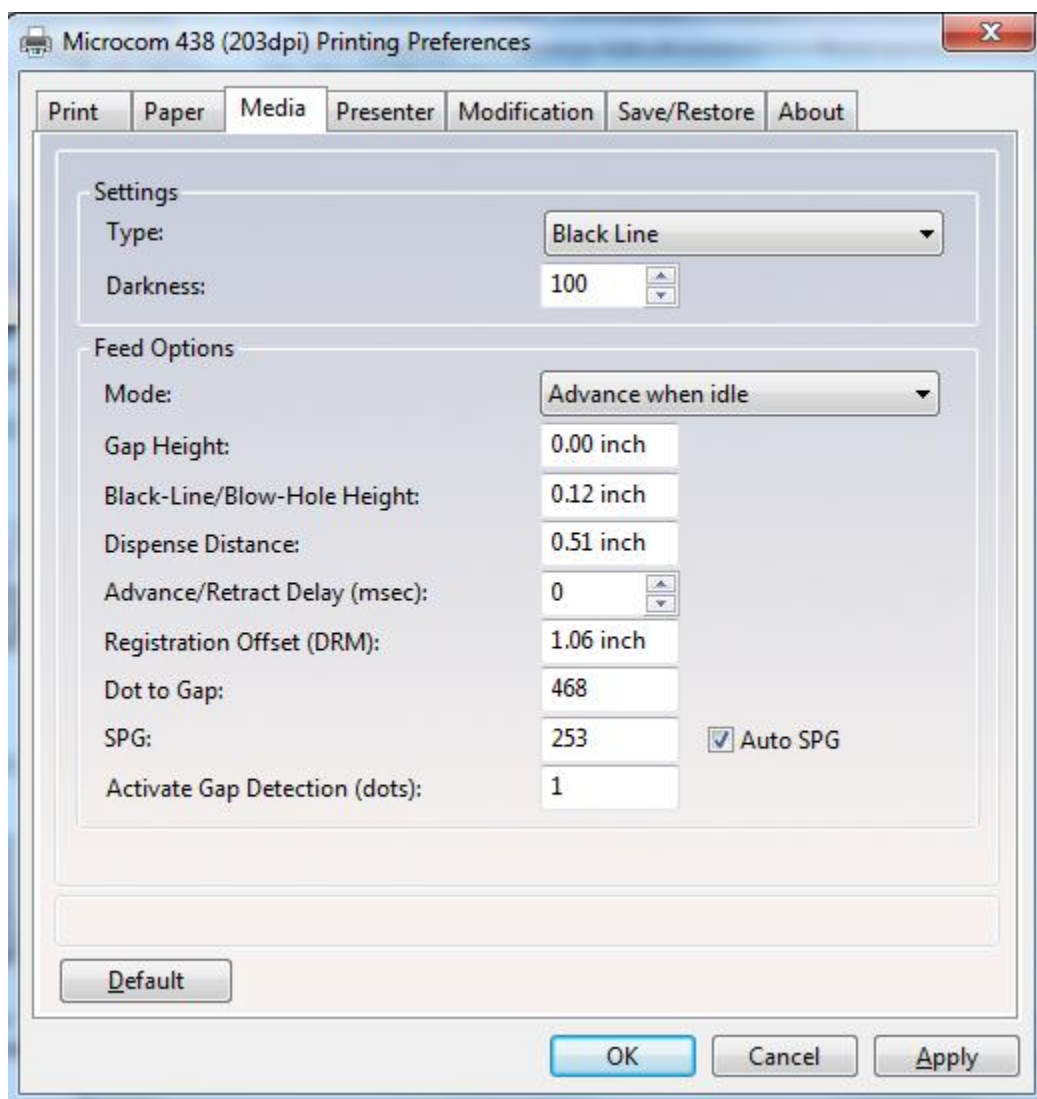 Microcom 438 (203dpi) Printing Preferences
Print Paper Media Presenter Modification Save/Restore About
Settings
Type: Black Line
Darkness: 100
Feed Options
Mode: Advance when idle
Gap Height: 0.00 inch
Black-Line/Blow-Hole Height: 0.12 inch
Dispense Distance: 0.51 inch
Advance/Retract Delay (msec): 0
Registration Offset (DRM): 1.06 inch
Dot to Gap: 468
SPG: 253 Auto SPG
Activate Gap Detection (dots): 1
Default
OK Cancel Apply